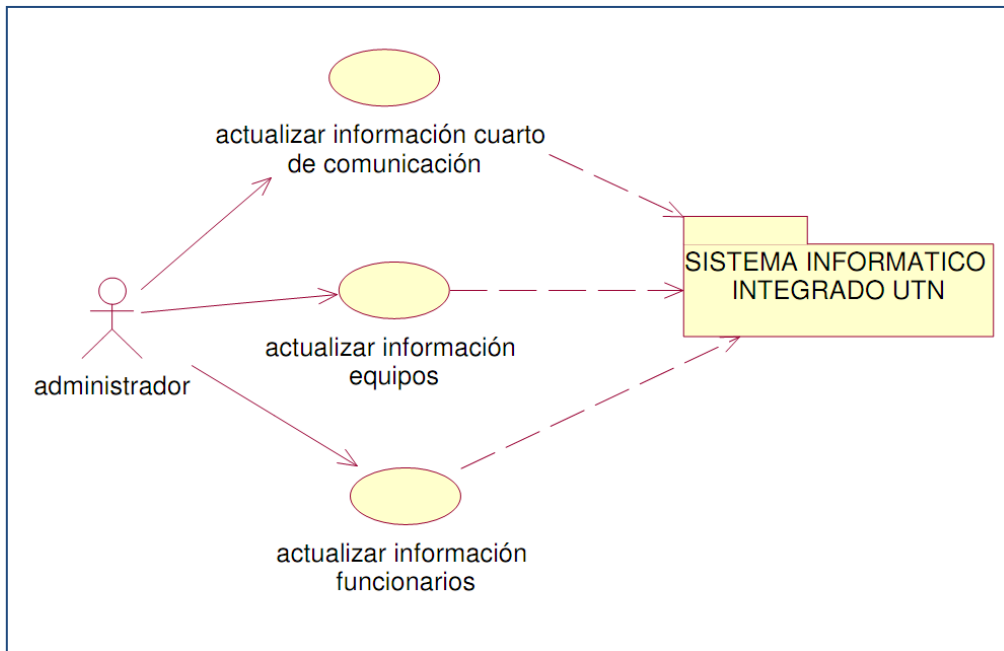 actualizar información cuarto
de comunicación
SISTEMA INFORMATICO
INTEGRADO UTN
actualizar información
equipos
administrador
actualizar información
funcionarios